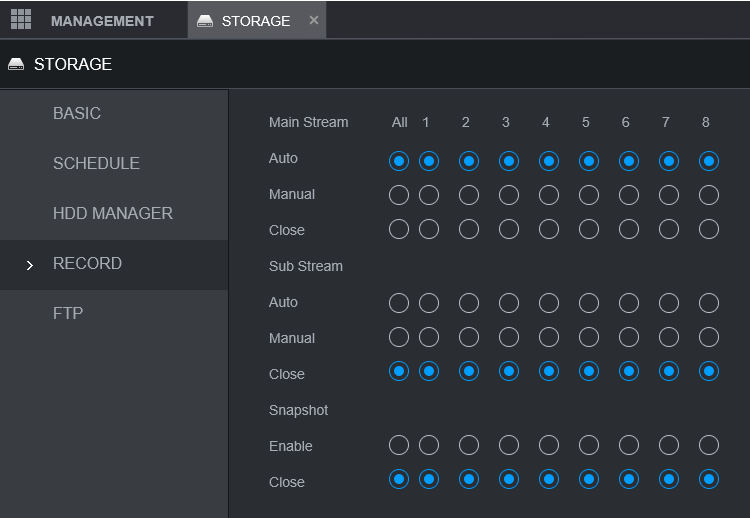 MANAGEMENT STORAGE ×
STORAGE
BASIC
SCHEDULE
HDD MANAGER
RECORD
FTP
Main Stream All 1 2 3 4 5 6 7 8
Auto
Manual
Close
Sub Stream
Auto
Manual
Close
Snapshot
Enable
Close